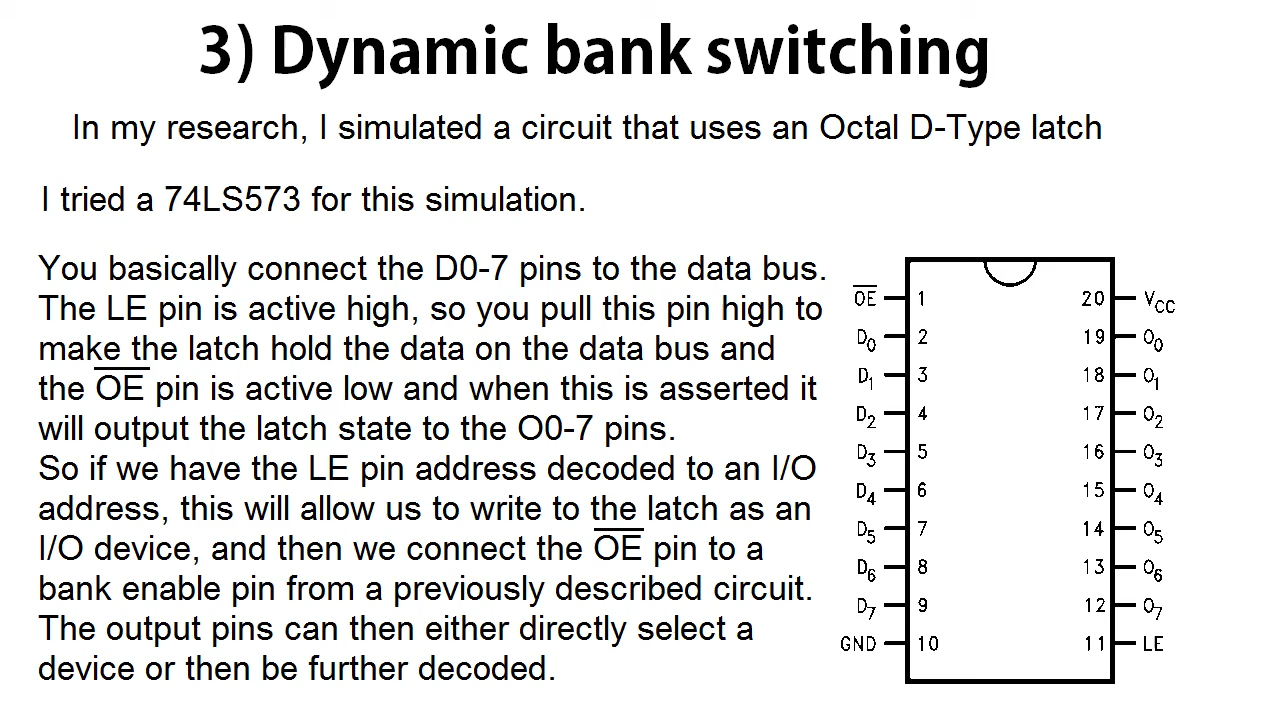 3) Dynamic bank switching
In my research, I simulated a circuit that uses an Octal D-Type latch
I tried a 74LS573 for this simulation.
You basically connect the D0-7 pins to the data bus.
The LE pin is active high, so you pull this pin high to
make the latch hold the data on the data bus and
the O̅E̅ pin is active low and when this is asserted it
will output the latch state to the O0-7 pins.
So if we have the LE pin address decoded to an I/O
address, this will allow us to write to the latch as an
I/O device, and then we connect the O̅E̅ pin to a
bank enable pin from a previously described circuit.
The output pins can then either directly select a
device or then be further decoded.
O̅E̅ 1 20 VCC
D0 2 19 O0
D1 3 18 O1
D2 4 17 O2
D3 5 16 O3
D4 6 15 O4
D5 7 14 O5
D6 8 13 O6
D7 9 12 O7
GND 10 11 LE